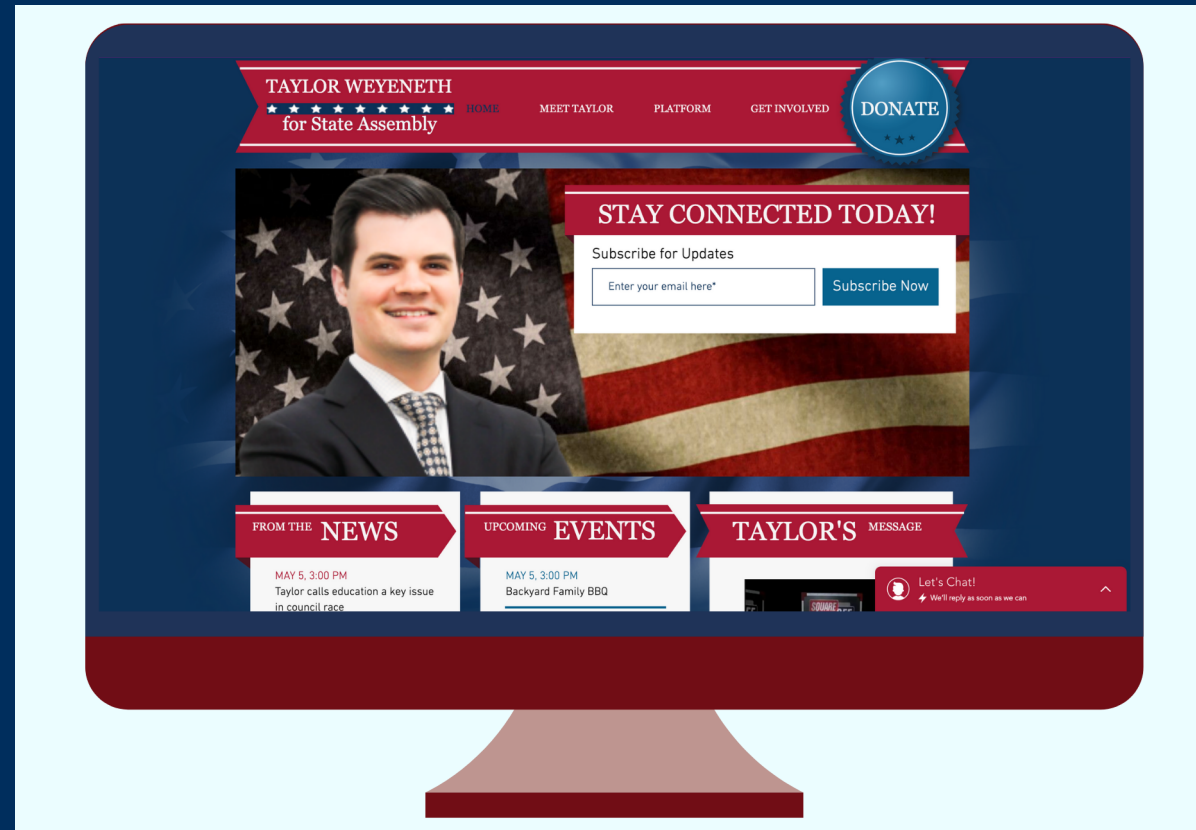 TAYLOR WEYENETH
for State Assembly
HOME
MEET TAYLOR
PLATFORM
GET INVOLVED
DONATE
STAY CONNECTED TODAY!
Subscribe for Updates
Enter your email here*
Subscribe Now
FROM THE NEWS
MAY 5, 3:00 PM
Taylor calls education a key issue
in council race
UPCOMING EVENTS
MAY 5, 3:00 PM
Backyard Family BBQ
TAYLOR'S MESSAGE
SQUARE
Let's Chat!
We'll reply as soon as we can